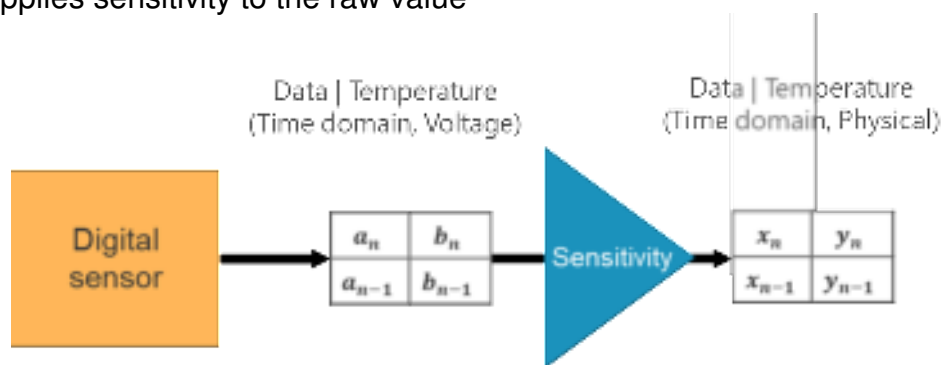 pplies sensitivity to the raw value
Data | Temperature
(Time domain, Voltage)
Data | Temperature
(Time domain, Physical)
Digital
sensor
aₙ bₙ
aₙ₋₁ bₙ₋₁
Sensitivity
xₙ yₙ
xₙ₋₁ yₙ₋₁